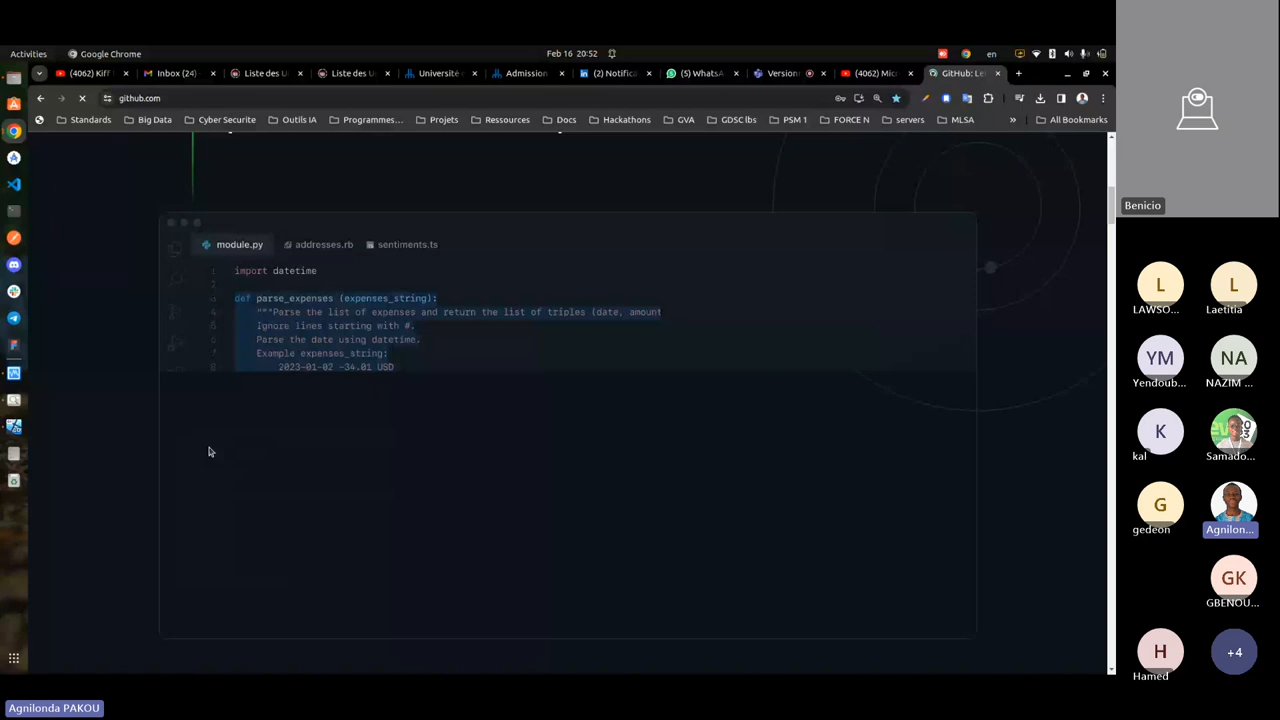 Activities
Google Chrome
Feb 16 20:52
en
(4062) Kiff
Inbox (24)
Liste des
Liste des
Université
Admission
(2) Notifica
(5) WhatsA
Version
(4062) Mic
GitHub: Le
github.com
Standards
Big Data
Cyber Securite
Outils IA
Programmes...
Projets
Ressources
Docs
Hackathons
GVA
GDSC lbs
PSM 1
FORCE N
servers
MLSA
»
All Bookmarks
module.py
addresses.rb
sentiments.ts
import datetime
def parse_expenses (expenses_string):
"""Parse the list of expenses and return the list of triples (date, amount
Ignore lines starting with #.
Parse the date using datetime.
Example expenses_string:
2023-01-02 -34.01 USD
Benicio
L
LAWSO...
L
Laetitia
YM
Yendoub...
NA
NAZIM ...
K
kal
Samado...
G
gedeon
Agnilon...
GK
GBENOU...
H
Hamed
+4
Agnilonda PAKOU